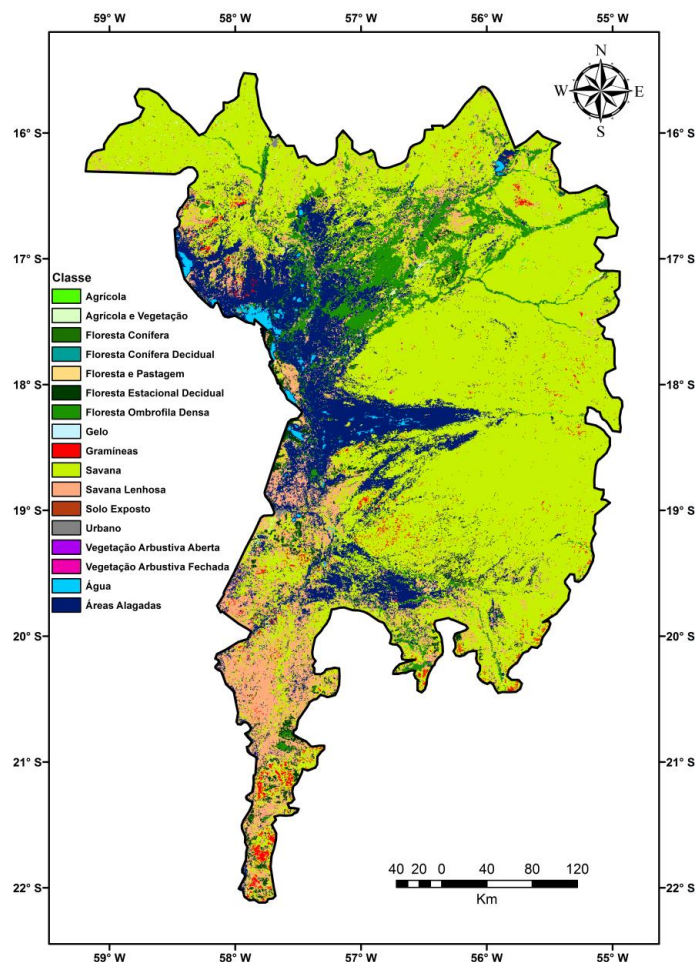 59° W 58° W 57° W 56° W 55° W
N
W E
S
16° S 16° S
17° S 17° S
18° S 18° S
19° S 19° S
20° S 20° S
21° S 21° S
22° S 22° S
Classe
Agrícola
Agrícola e Vegetação
Floresta Conífera
Floresta Conífera Decidual
Floresta e Pastagem
Floresta Estacional Decidual
Floresta Ombrofila Densa
Gelo
Gramíneas
Savana
Savana Lenhosa
Solo Exposto
Urbano
Vegetação Arbustiva Aberta
Vegetação Arbustiva Fechada
Água
Áreas Alagadas
40 20 0 40 80 120
Km
59° W 58° W 57° W 56° W 55° W